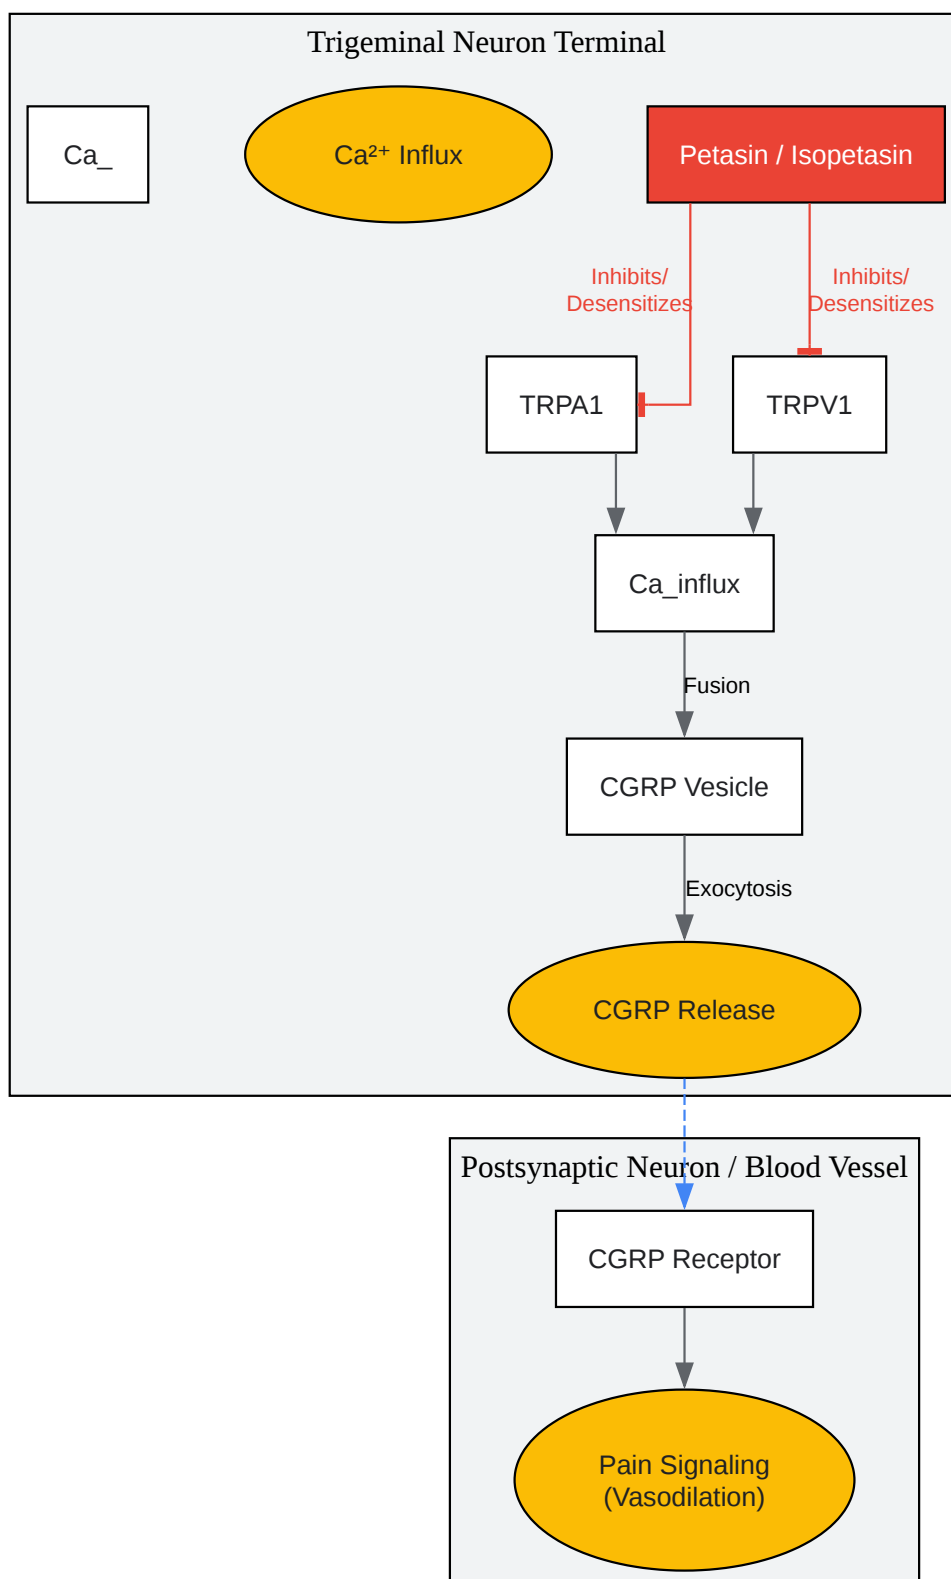 Trigeminal Neuron Terminal
Ca_
Ca²⁺ Influx
Petasin / Isopetasin
Inhibits/
Desensitizes
Inhibits/
Desensitizes
TRPA1
TRPV1
Ca_influx
Fusion
CGRP Vesicle
Exocytosis
CGRP Release
Postsynaptic Neuron / Blood Vessel
CGRP Receptor
Pain Signaling
(Vasodilation)